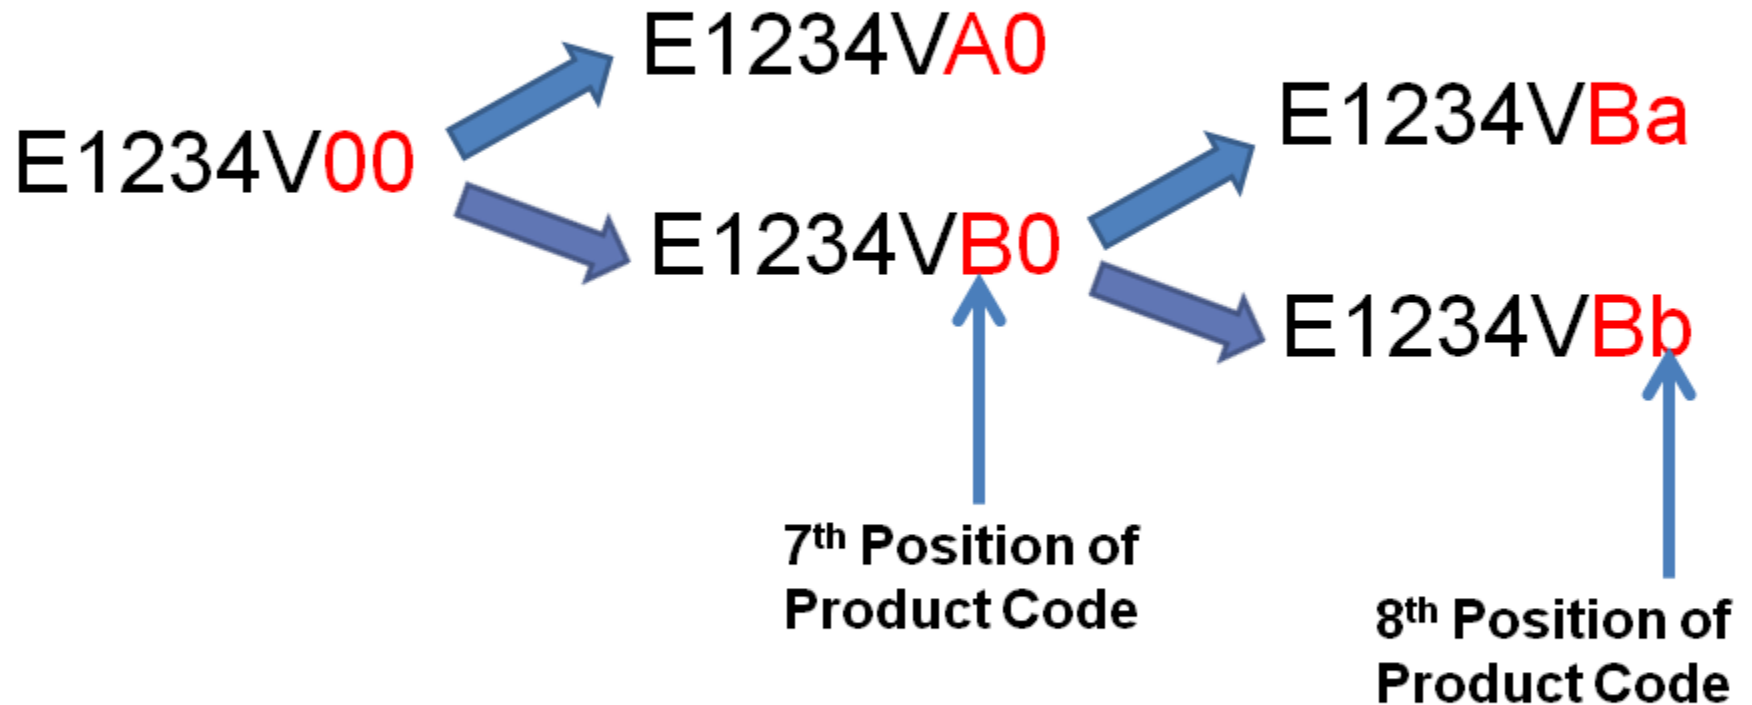 E1234V00
E1234VA0
E1234VB0
E1234VBa
E1234VBb
7th Position of
Product Code
8th Position of
Product Code